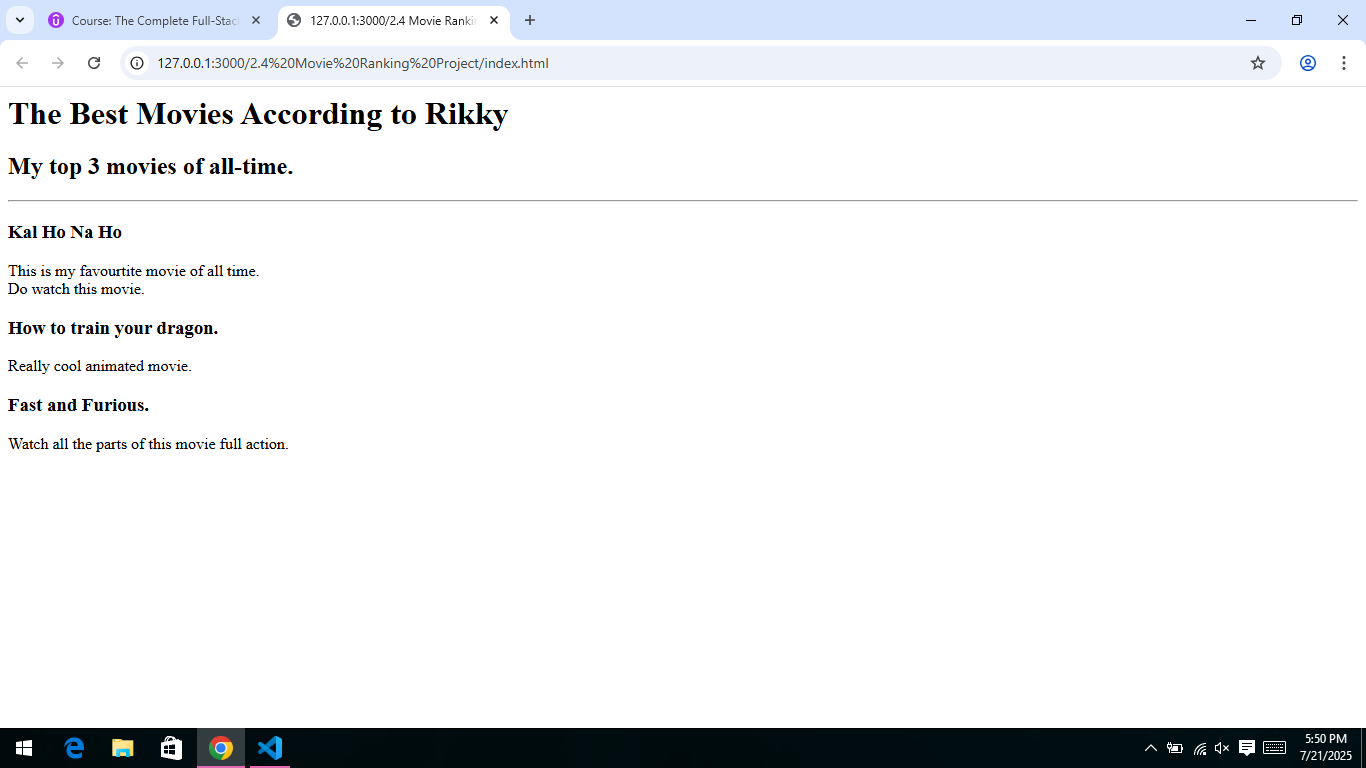 Course: The Complete Full-Stac
127.0.0.1:3000/2.4 Movie Ranki
127.0.0.1:3000/2.4%20Movie%20Ranking%20Project/index.html
The Best Movies According to Rikky
My top 3 movies of all-time.
Kal Ho Na Ho
This is my favourtite movie of all time.
Do watch this movie.
How to train your dragon.
Really cool animated movie.
Fast and Furious.
Watch all the parts of this movie full action.
5:50 PM
7/21/2025